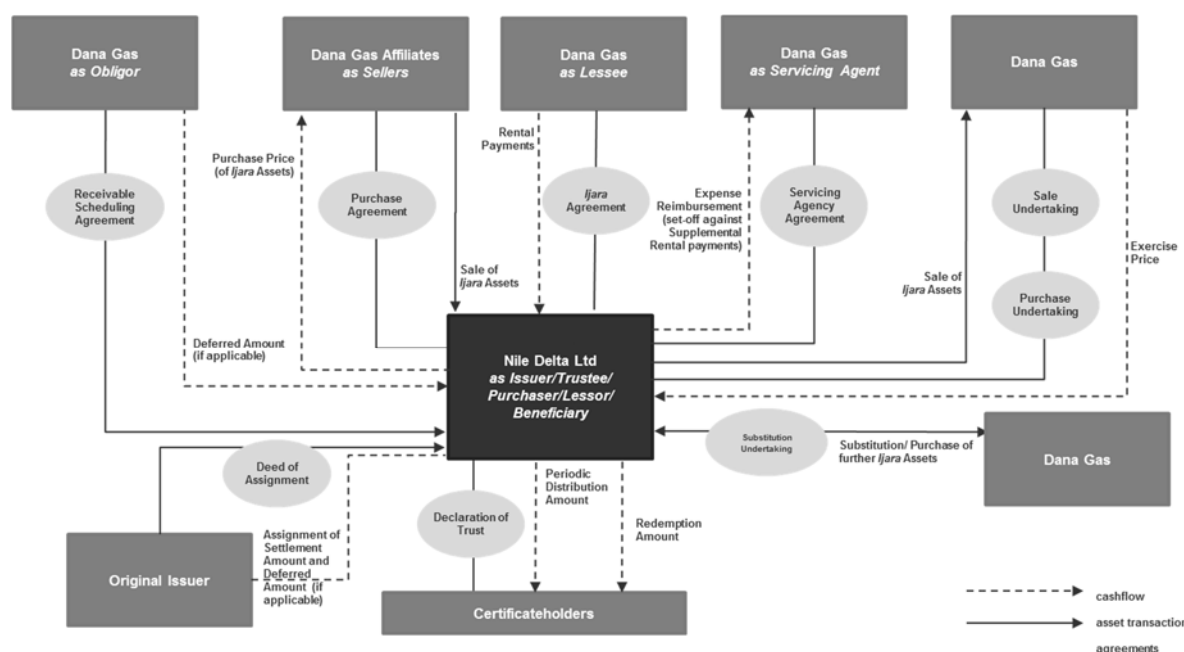 Dana Gas
as Obligor
Dana Gas Affiliates
as Sellers
Dana Gas
as Lessee
Dana Gas
as Servicing Agent
Dana Gas
Rental
Payments
Purchase Price
(of Ijara Assets)
Receivable
Scheduling
Agreement
Purchase
Agreement
Ijara
Agreement
Expense
Reimbursement
(set-off against
Supplemental
Rental payments)
Servicing
Agency
Agreement
Sale
Undertaking
Exercise
Price
Sale of
Ijara Assets
Sale of
Ijara Assets
Purchase
Undertaking
Deferred Amount
(if applicable)
Nile Delta Ltd
as Issuer/Trustee/
Purchaser/Lessor/
Beneficiary
Substitution
Undertaking
Substitution/ Purchase of
further Ijara Assets
Dana Gas
Deed of
Assignment
Periodic
Distribution
Amount
Declaration of
Trust
Redemption
Amount
Assignment of
Settlement
Amount and
Deferred
Amount (if
applicable)
Original Issuer
Certificateholders
cashflow
asset transaction
agreements